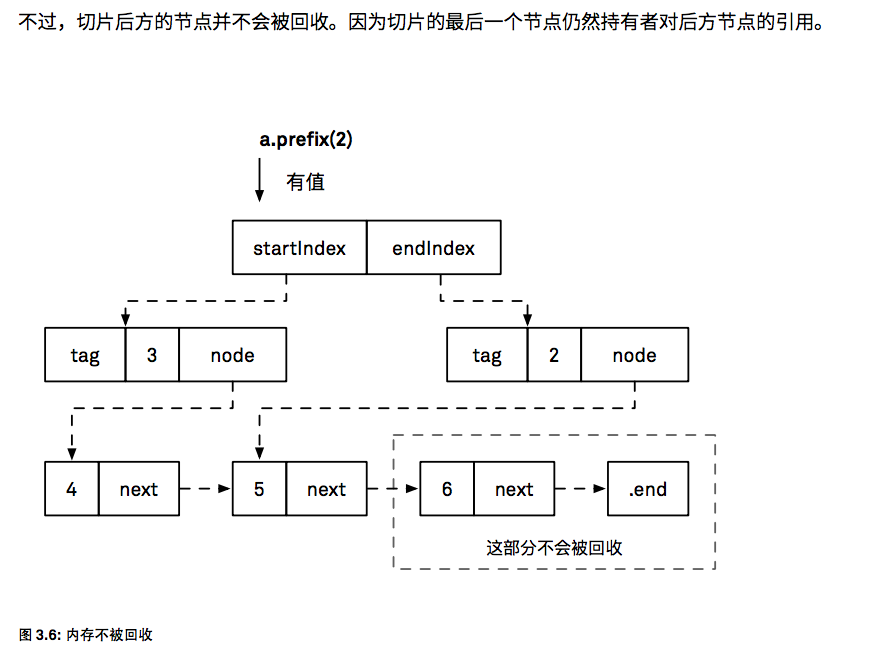 不过，切片后方的节点并不会被回收。因为切片的最后一个节点仍然持有者对后方节点的引用。
a.prefix(2)
有值
startIndex endIndex
tag 3 node tag 2 node
4 next 5 next 6 next .end
这部分不会被回收
图 3.6: 内存不被回收